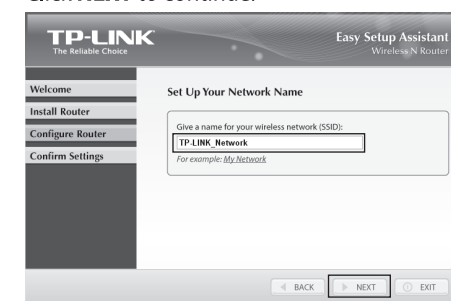 Click NEXT to continue.
TP-LINK
The Reliable Choice
Easy Setup Assistant
Wireless N Router
Welcome
Install Router
Configure Router
Confirm Settings
Set Up Your Network Name
Give a name for your wireless network (SSID):
TP-LINK_Network
For example: My Network
BACK
NEXT
EXIT